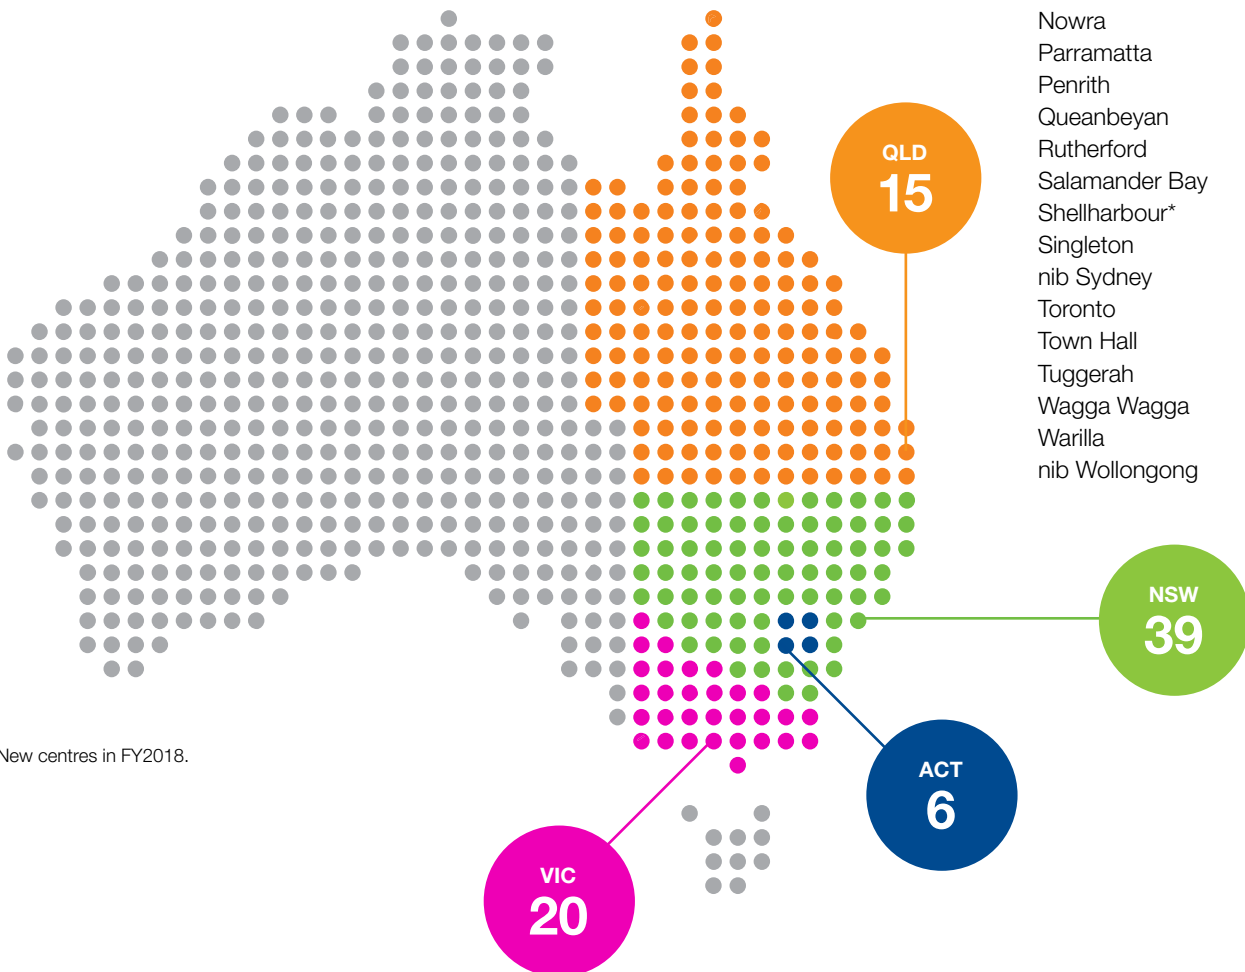 Nowra
Parramatta
Penrith
Queanbeyan
Rutherford
Salamander Bay
Shellharbour*
Singleton
nib Sydney
Toronto
Town Hall
Tuggerah
Wagga Wagga
Warilla
nib Wollongong
QLD
15
NSW
39
New centres in FY2018.
ACT
6
VIC
20